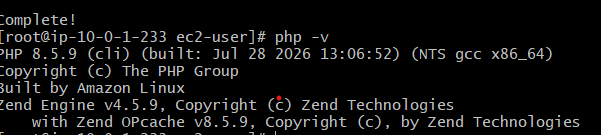 Complete!
[root@ip-10-0-1-233 ec2-user]# php -v
PHP 8.5.9 (cli) (built: Jul 28 2026 13:06:52) (NTS gcc x86_64)
Copyright (c) The PHP Group
Built by Amazon Linux
Zend Engine v4.5.9, Copyright (c) Zend Technologies
    with Zend OPcache v8.5.9, Copyright (c), by Zend Technologies